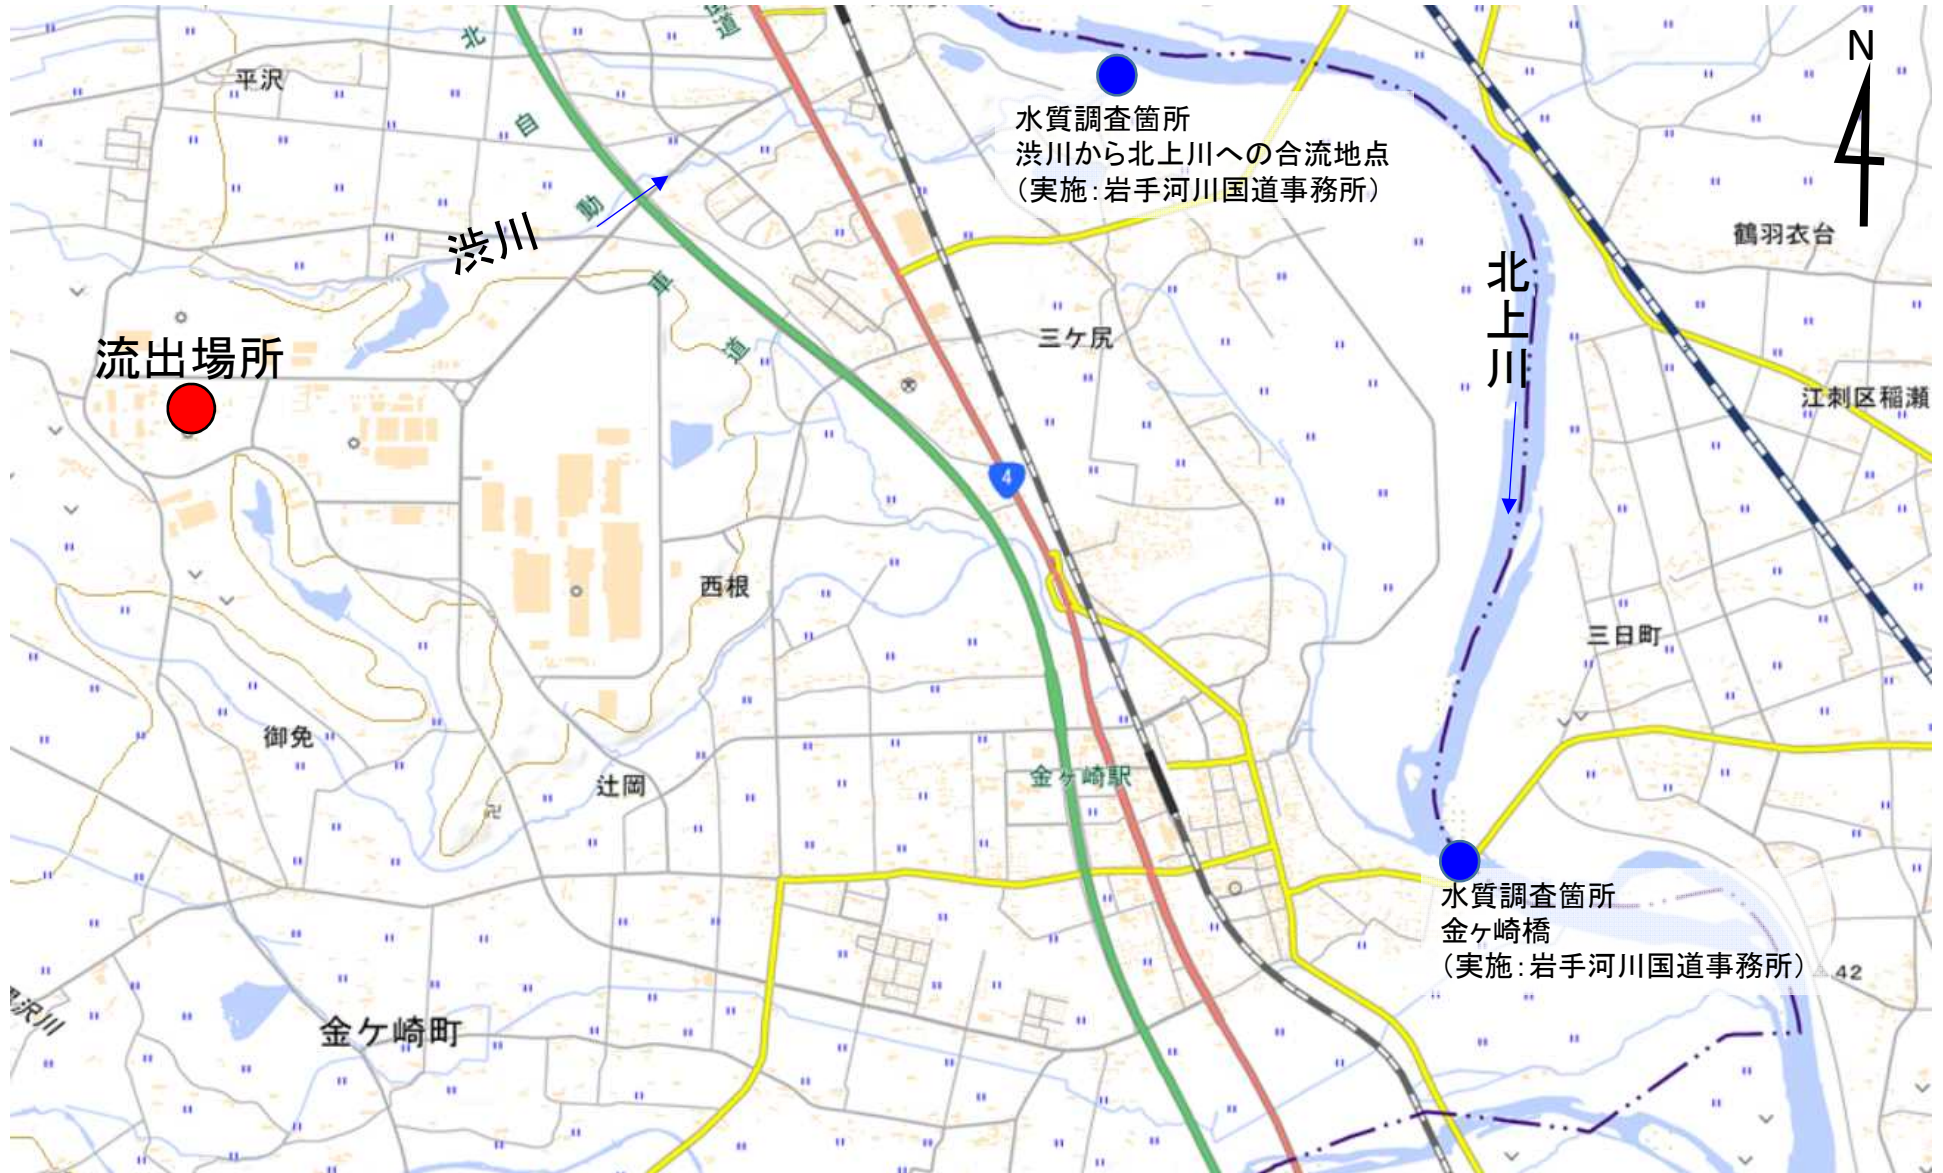 N
平沢
水質調査箇所
渋川から北上川への合流地点
（実施：岩手河川国道事務所）
北
自
動
車
道
渋川
鶴羽衣台
北上川
三ケ尻
流出場所
江刺区稲瀬
4
西根
三日町
御免
辻岡
金ケ崎駅
水質調査箇所
金ヶ崎橋
（実施：岩手河川国道事務所）
42
金ケ崎町
沢川